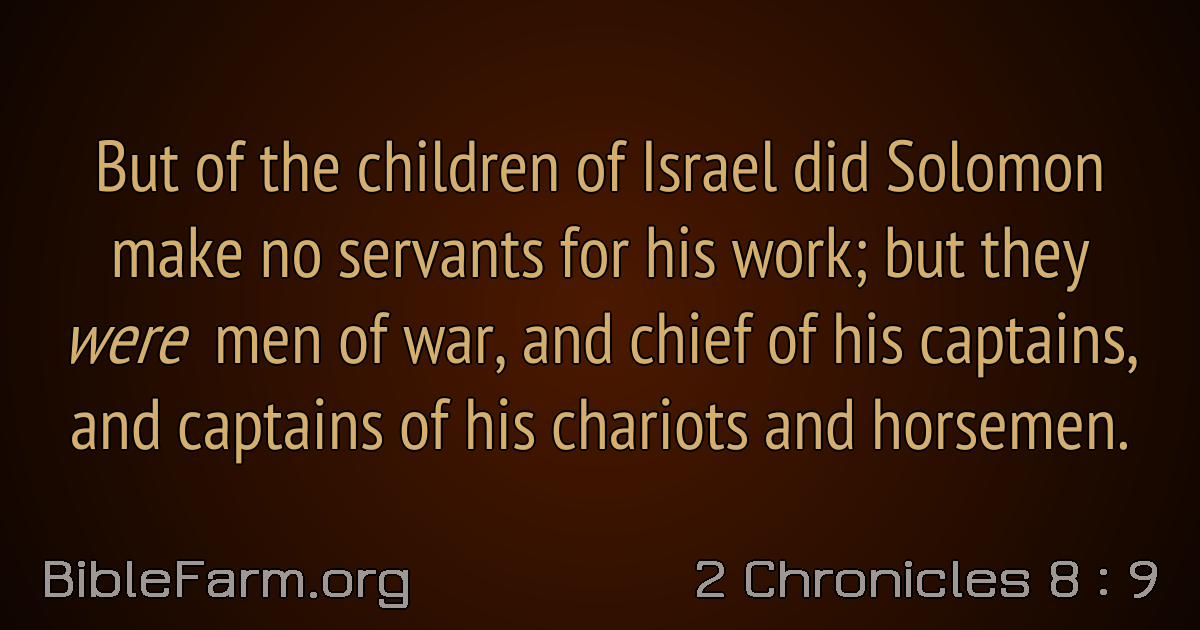 But of the children of Israel did Solomon
make no servants for his work; but they
were men of war, and chief of his captains,
and captains of his chariots and horsemen.
BibleFarm.org
2 Chronicles 8 : 9